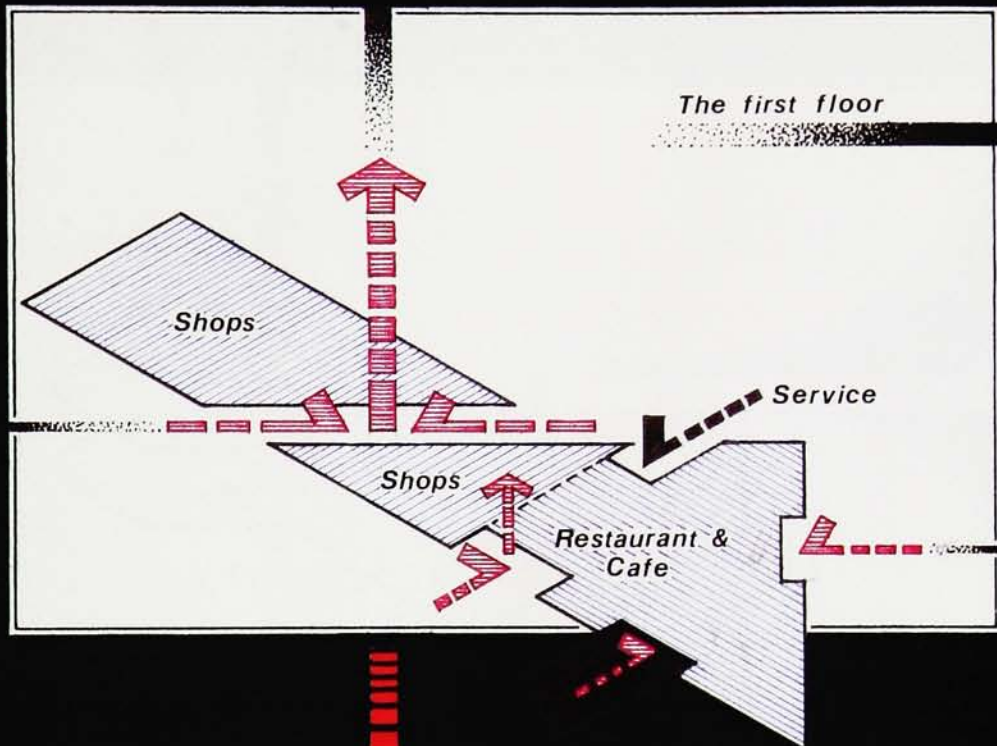 The first floor
Shops
Service
Shops
Restaurant &
Cafe